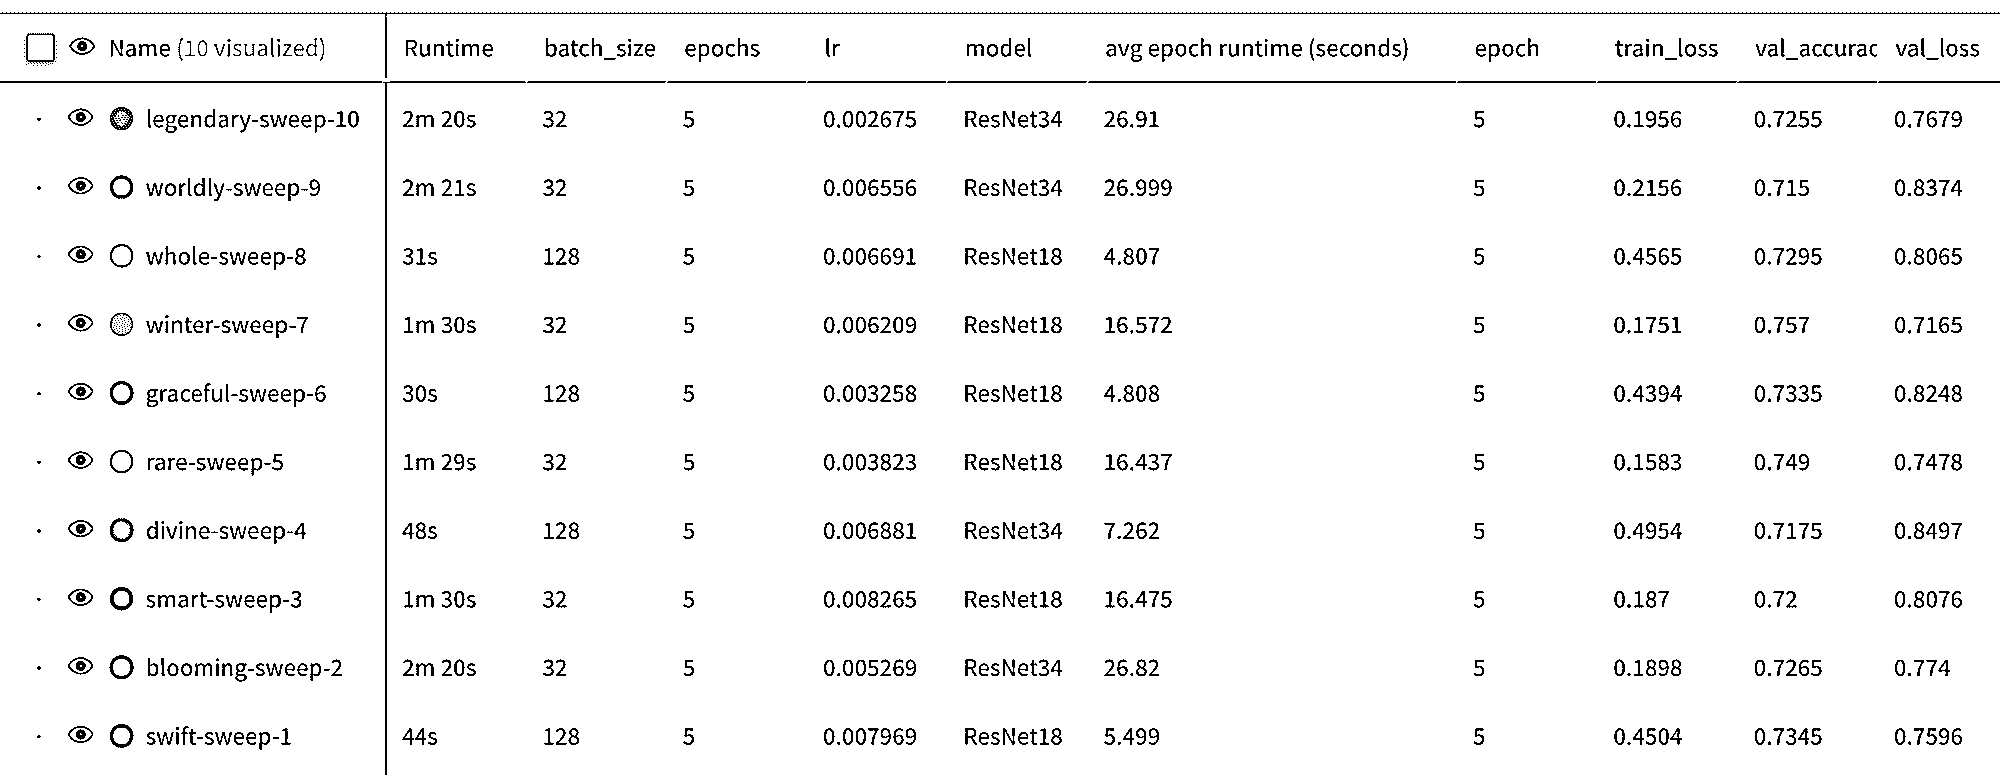 Name (10 visualized) Runtime batch_size epochs lr model avg epoch runtime (seconds) epoch train_loss val_accurac val_loss
legendary-sweep-10 2m 20s 32 5 0.002675 ResNet34 26.91 5 0.1956 0.7255 0.7679
worldly-sweep-9 2m 21s 32 5 0.006556 ResNet34 26.999 5 0.2156 0.715 0.8374
whole-sweep-8 31s 128 5 0.006691 ResNet18 4.807 5 0.4565 0.7295 0.8065
winter-sweep-7 1m 30s 32 5 0.006209 ResNet18 16.572 5 0.1751 0.757 0.7165
graceful-sweep-6 30s 128 5 0.003258 ResNet18 4.808 5 0.4394 0.7335 0.8248
rare-sweep-5 1m 29s 32 5 0.003823 ResNet18 16.437 5 0.1583 0.749 0.7478
divine-sweep-4 48s 128 5 0.006881 ResNet34 7.262 5 0.4954 0.7175 0.8497
smart-sweep-3 1m 30s 32 5 0.008265 ResNet18 16.475 5 0.187 0.72 0.8076
blooming-sweep-2 2m 20s 32 5 0.005269 ResNet34 26.82 5 0.1898 0.7265 0.774
swift-sweep-1 44s 128 5 0.007969 ResNet18 5.499 5 0.4504 0.7345 0.7596